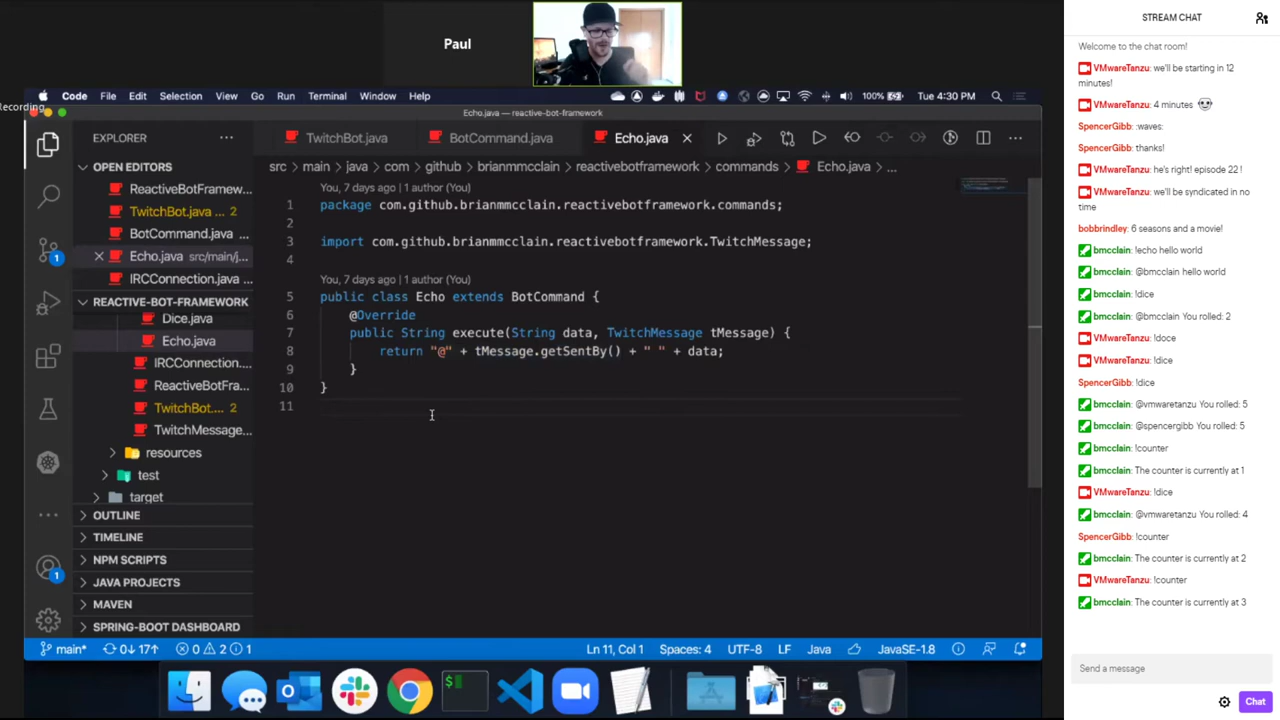 Paul
Recording
Code File Edit Selection View Go Run Terminal Window Help
100% Tue 4:30 PM
Echo.java — reactive-bot-framework
EXPLORER
TwitchBot.java
BotCommand.java
Echo.java
OPEN EDITORS
ReactiveBotFramew...
TwitchBot.java ... 2
BotCommand.java ...
Echo.java src/main/j...
IRCConnection.java ...
REACTIVE-BOT-FRAMEWORK
Dice.java
Echo.java
IRCConnection....
ReactiveBotFra...
TwitchBot.... 2
TwitchMessage...
resources
test
target
OUTLINE
TIMELINE
NPM SCRIPTS
JAVA PROJECTS
MAVEN
SPRING-BOOT DASHBOARD
1
1
src > main > java > com > github > brianmmcclain > reactivebotframework > commands > Echo.java > ...
You, 7 days ago | 1 author (You)
1 package com.github.brianmmcclain.reactivebotframework.commands;
2
3 import com.github.brianmmcclain.reactivebotframework.TwitchMessage;
4
You, 7 days ago | 1 author (You)
5 public class Echo extends BotCommand {
6 @Override
7 public String execute(String data, TwitchMessage tMessage) {
8 return "@" + tMessage.getSentBy() + " " + data;
9 }
10 }
11
main* 0↓ 17↑ 0 2 1
Ln 11, Col 1 Spaces: 4 UTF-8 LF Java JavaSE-1.8
STREAM CHAT
Welcome to the chat room!
VMwareTanzu: we'll be starting in 12
minutes!
VMwareTanzu: 4 minutes
SpencerGibb: :waves:
SpencerGibb: thanks!
VMwareTanzu: he's right! episode 22 !
VMwareTanzu: we'll be syndicated in no
time
bobbrindley: 6 seasons and a movie!
bmcclain: !echo hello world
bmcclain: @bmcclain hello world
bmcclain: !dice
bmcclain: @bmcclain You rolled: 2
VMwareTanzu: !doce
VMwareTanzu: !dice
SpencerGibb: !dice
bmcclain: @vmwaretanzu You rolled: 5
bmcclain: @spencergibb You rolled: 5
bmcclain: !counter
bmcclain: The counter is currently at 1
VMwareTanzu: !dice
bmcclain: @vmwaretanzu You rolled: 4
SpencerGibb: !counter
bmcclain: The counter is currently at 2
VMwareTanzu: !counter
bmcclain: The counter is currently at 3
Send a message
Chat